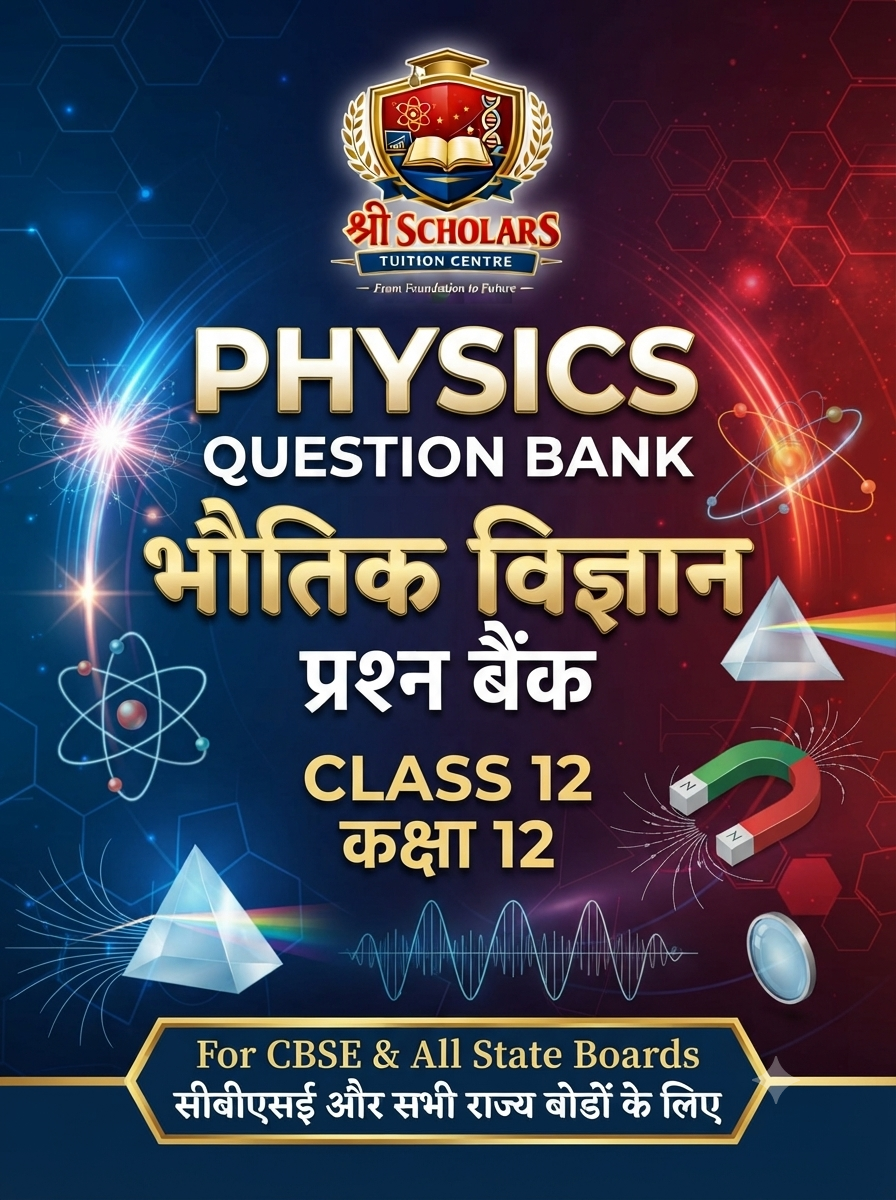 श्री SCHOLARS
TUITION CENTRE
From Foundation to Future
PHYSICS
QUESTION BANK
भौतिक विज्ञान
प्रश्न बैंक
CLASS 12
कक्षा 12
N
N
For CBSE & All State Boards
सीबीएसई और सभी राज्य बोर्डों के लिए